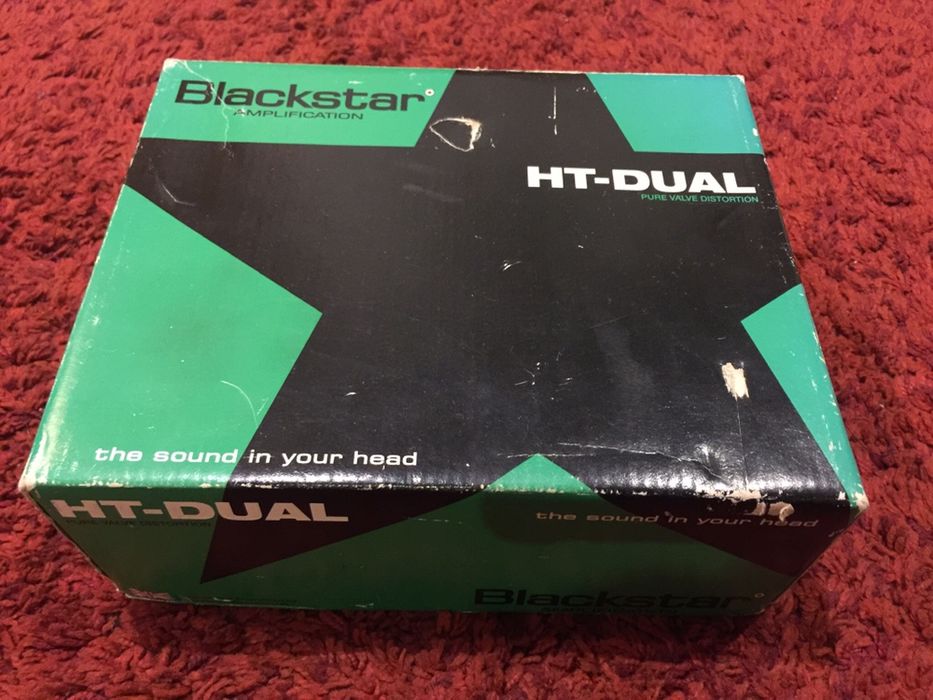 Blackstar
AMPLIFICATION
HT-DUAL
PURE VALVE DISTORTION
the sound in your head
HT-DUAL
PURE VALVE DISTORTION
the sound in your head
Blackstar